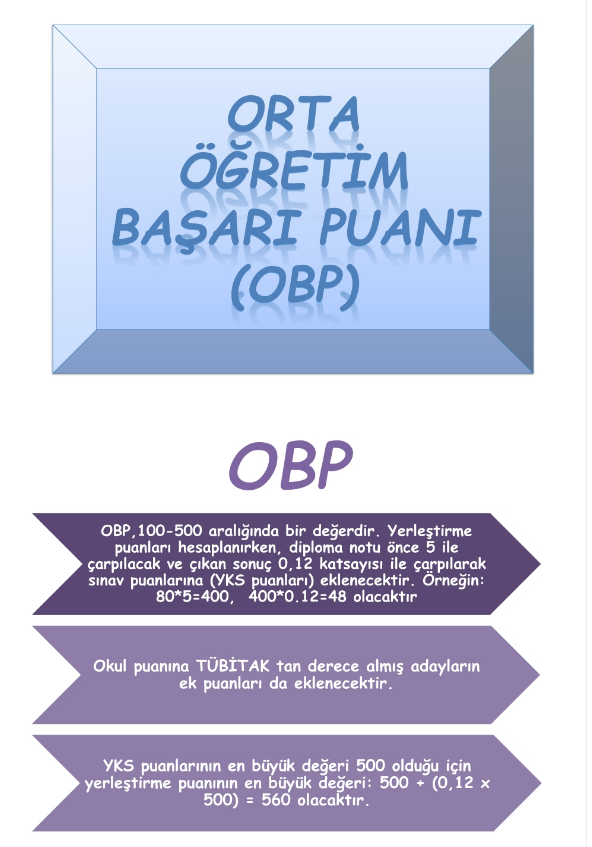 ORTA
ÖĞRETİM
BAŞARI PUANI
(OBP)
OBP
OBP,100-500 aralığında bir değerdir. Yerleştirme
puanları hesaplanırken, diploma notu önce 5 ile
çarpılacak ve çıkan sonuç 0,12 katsayısı ile çarpılarak
sınav puanlarına (YKS puanları) eklenecektir. Örneğin:
80*5=400, 400*0.12=48 olacaktır
Okul puanına TÜBİTAK tan derece almış adayların
ek puanları da eklenecektir.
YKS puanlarının en büyük değeri 500 olduğu için
yerleştirme puanının en büyük değeri: 500 + (0,12 x
500) = 560 olacaktır.